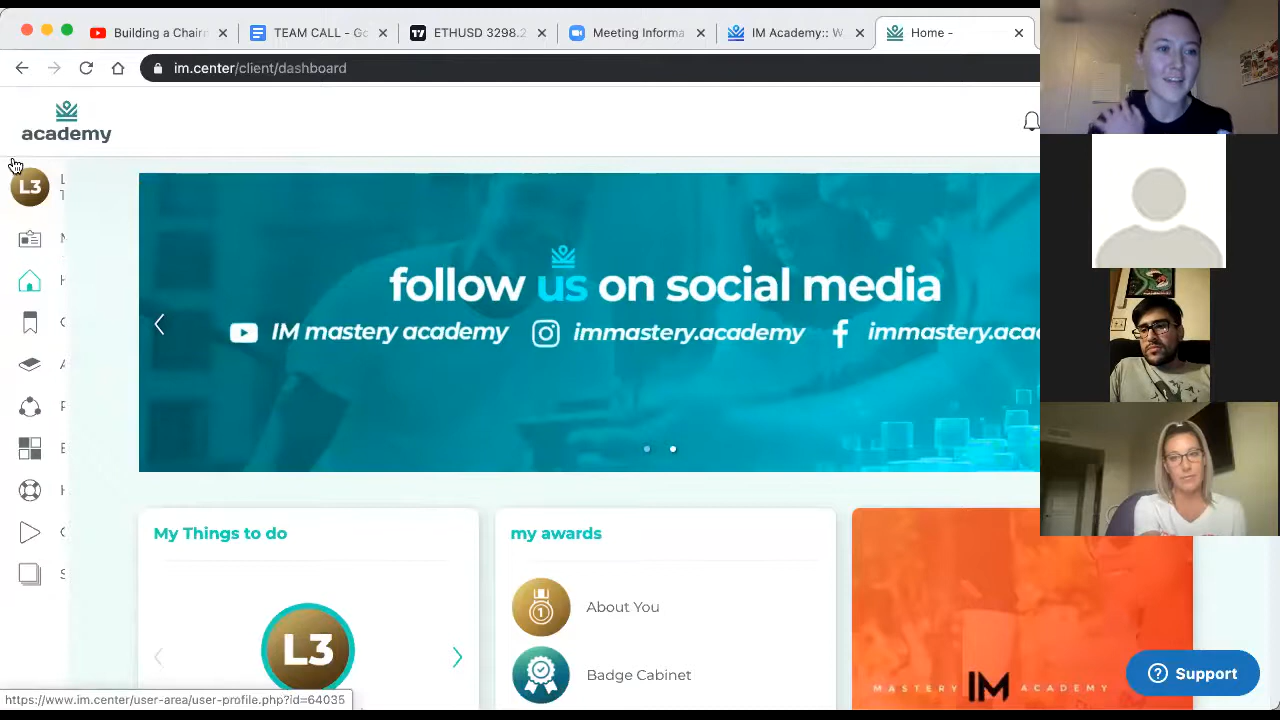 Building a Chair
TEAM CALL - Go
ETHUSD 3298.2
Meeting Informa
IM Academy:: W
Home -
im.center/client/dashboard
academy
L3
follow us on social media
IM mastery academy
immastery.academy
immastery.aca
My Things to do
my awards
L3
About You
Badge Cabinet
MASTERY IM ACADEMY
Support
https://www.im.center/user-area/user-profile.php?id=64035